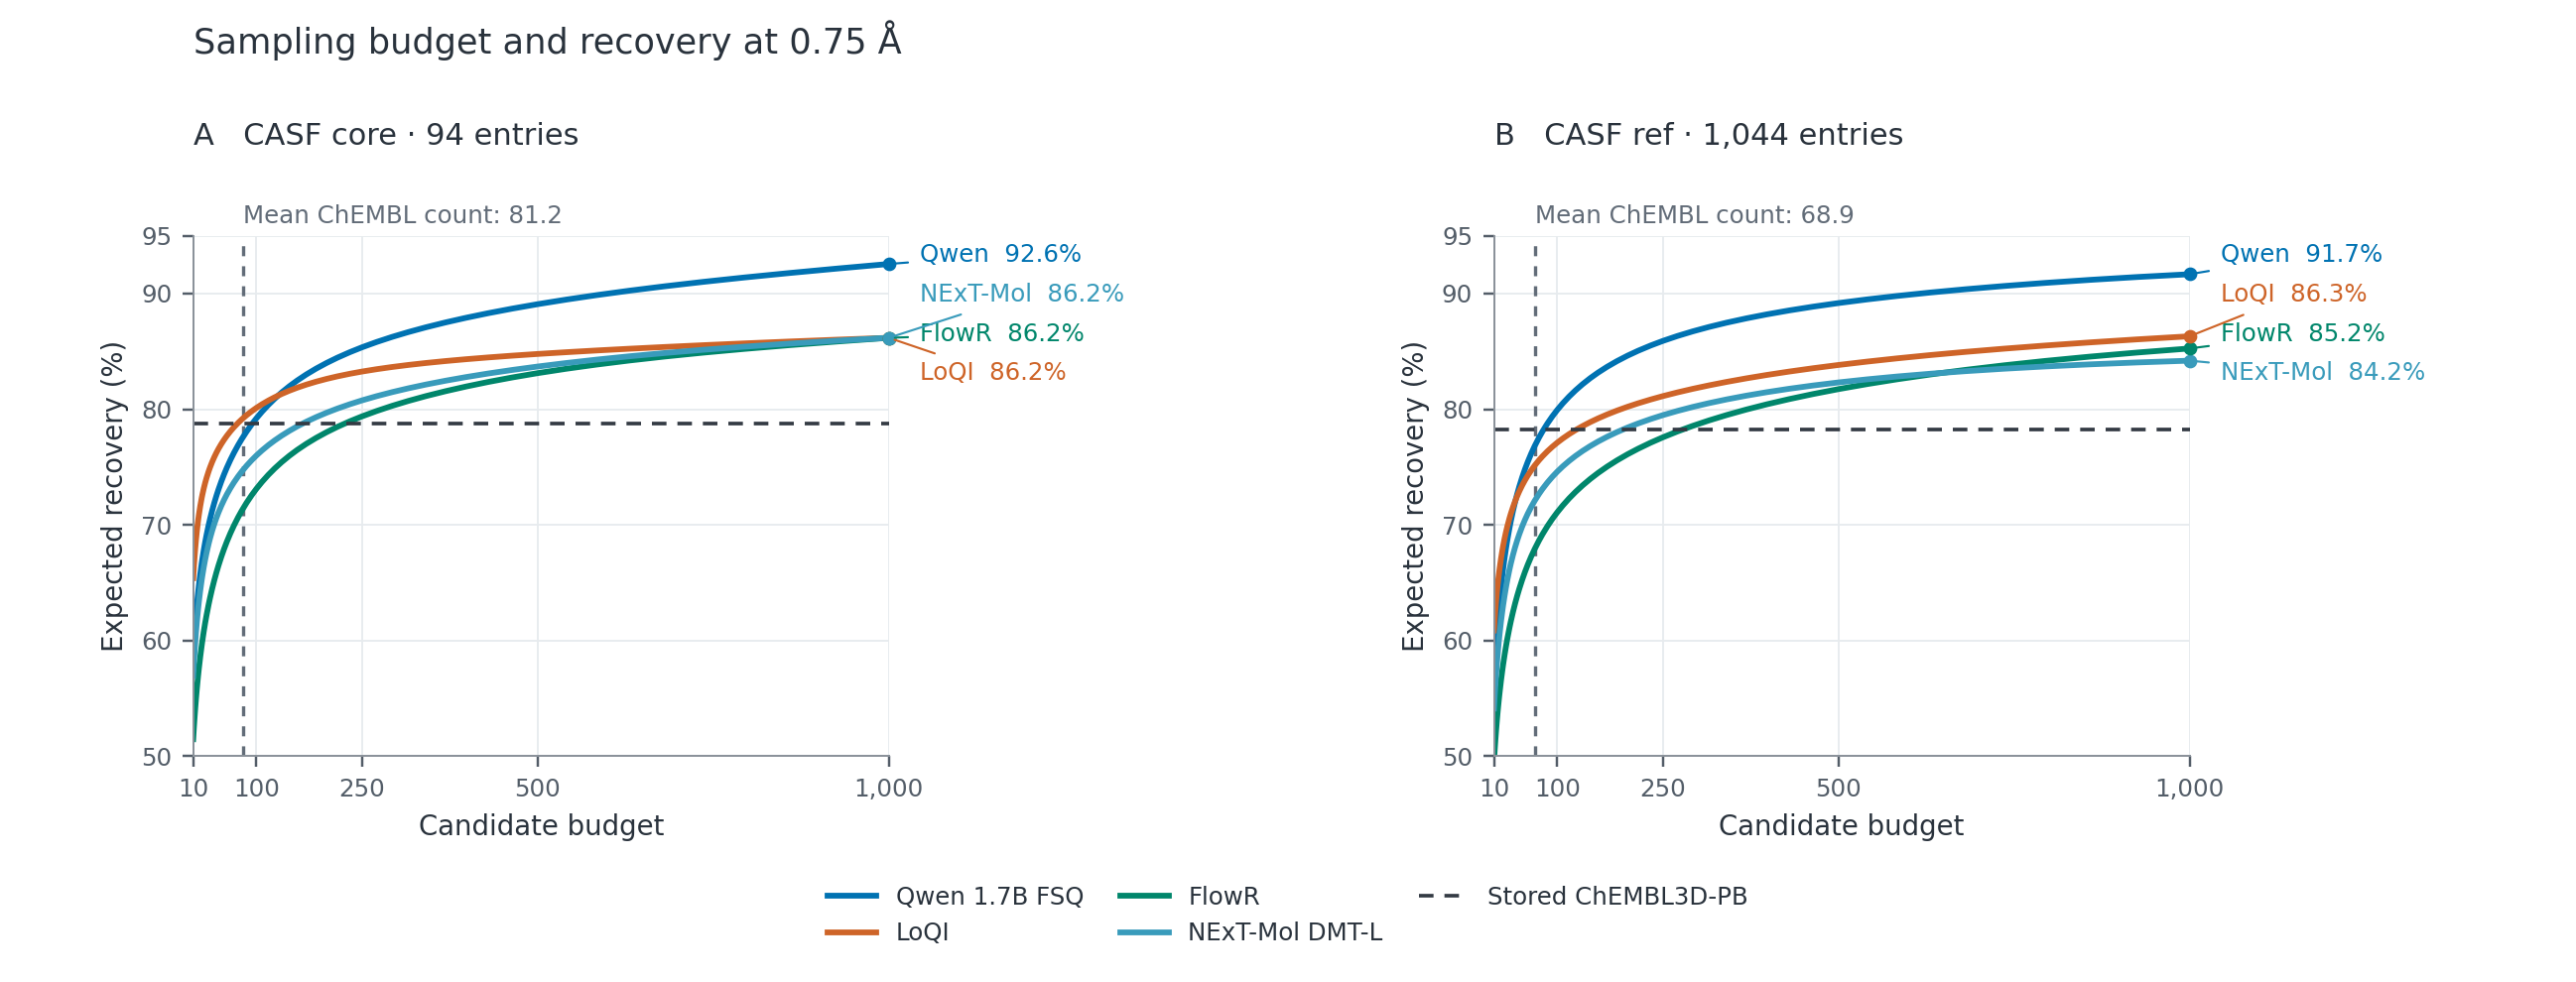 Sampling budget and recovery at 0.75 Å
A CASF core · 94 entries
Mean ChEMBL count: 81.2
95
90
80
70
60
50
Expected recovery (%)
10 100 250 500 1,000
Candidate budget
Qwen 92.6%
NExT-Mol 86.2%
FlowR 86.2%
LoQI 86.2%
B CASF ref · 1,044 entries
Mean ChEMBL count: 68.9
95
90
80
70
60
50
Expected recovery (%)
10 100 250 500 1,000
Candidate budget
Qwen 91.7%
LoQI 86.3%
FlowR 85.2%
NExT-Mol 84.2%
Qwen 1.7B FSQ
LoQI
FlowR
NExT-Mol DMT-L
Stored ChEMBL3D-PB